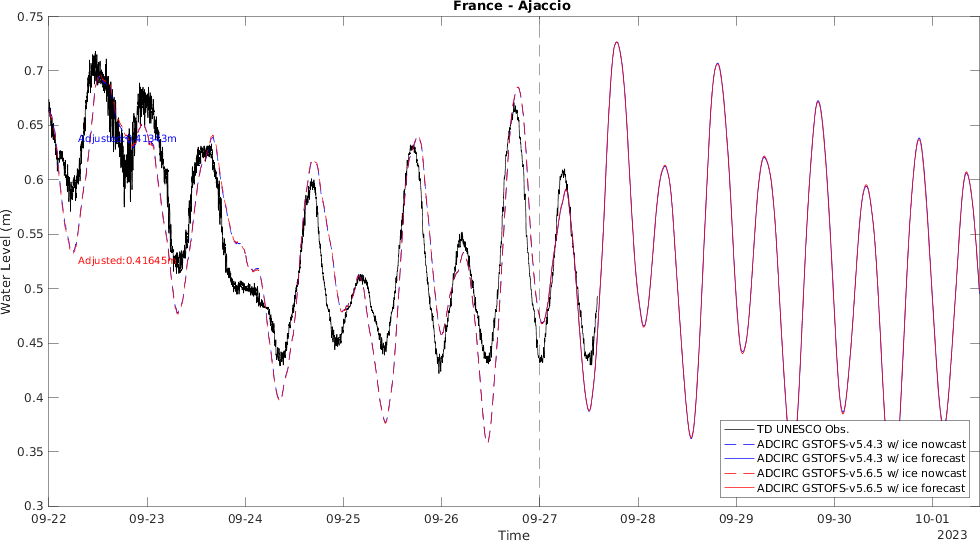 France - Ajaccio
0.75
0.7
0.65
0.6
0.55
0.5
0.45
0.4
0.35
0.3
Water Level (m)
Adjusted:0.41343m
Adjusted:0.41645m
TD UNESCO Obs.
ADCIRC GSTOFS-v5.4.3 w/ ice nowcast
ADCIRC GSTOFS-v5.4.3 w/ ice forecast
ADCIRC GSTOFS-v5.6.5 w/ ice nowcast
ADCIRC GSTOFS-v5.6.5 w/ ice forecast
09-22 09-23 09-24 09-25 09-26 09-27 09-28 09-29 09-30 10-01
Time
2023